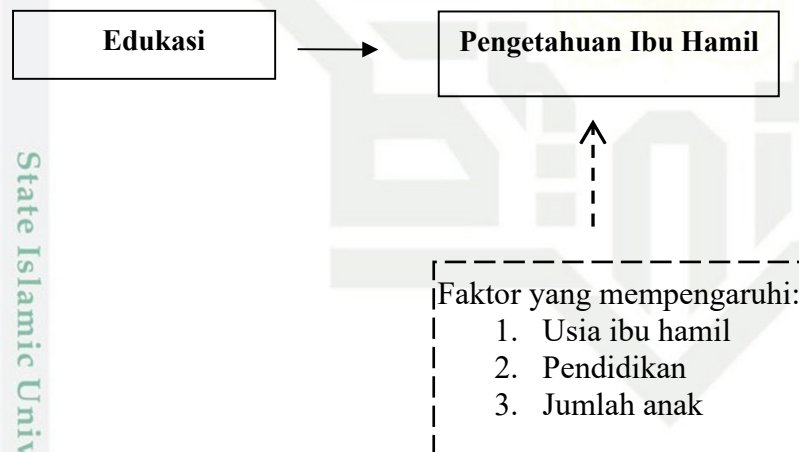 Edukasi
Pengetahuan Ibu Hamil
State Islamic Univ
Faktor yang mempengaruhi:
1. Usia ibu hamil
2. Pendidikan
3. Jumlah anak